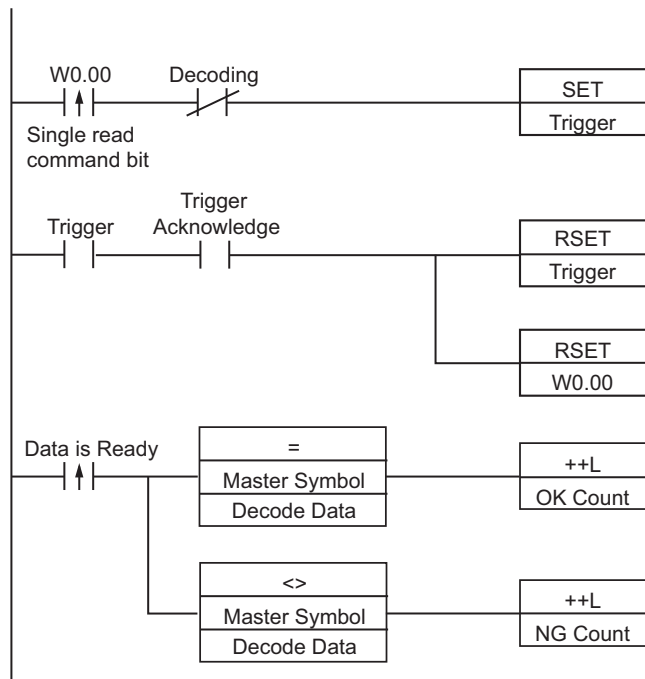 W0.00
Decoding
SET
Trigger
Single read
command bit
Trigger
Trigger
Acknowledge
RSET
Trigger
RSET
W0.00
Data is Ready
=
Master Symbol
Decode Data
++L
OK Count
<>
Master Symbol
Decode Data
++L
NG Count